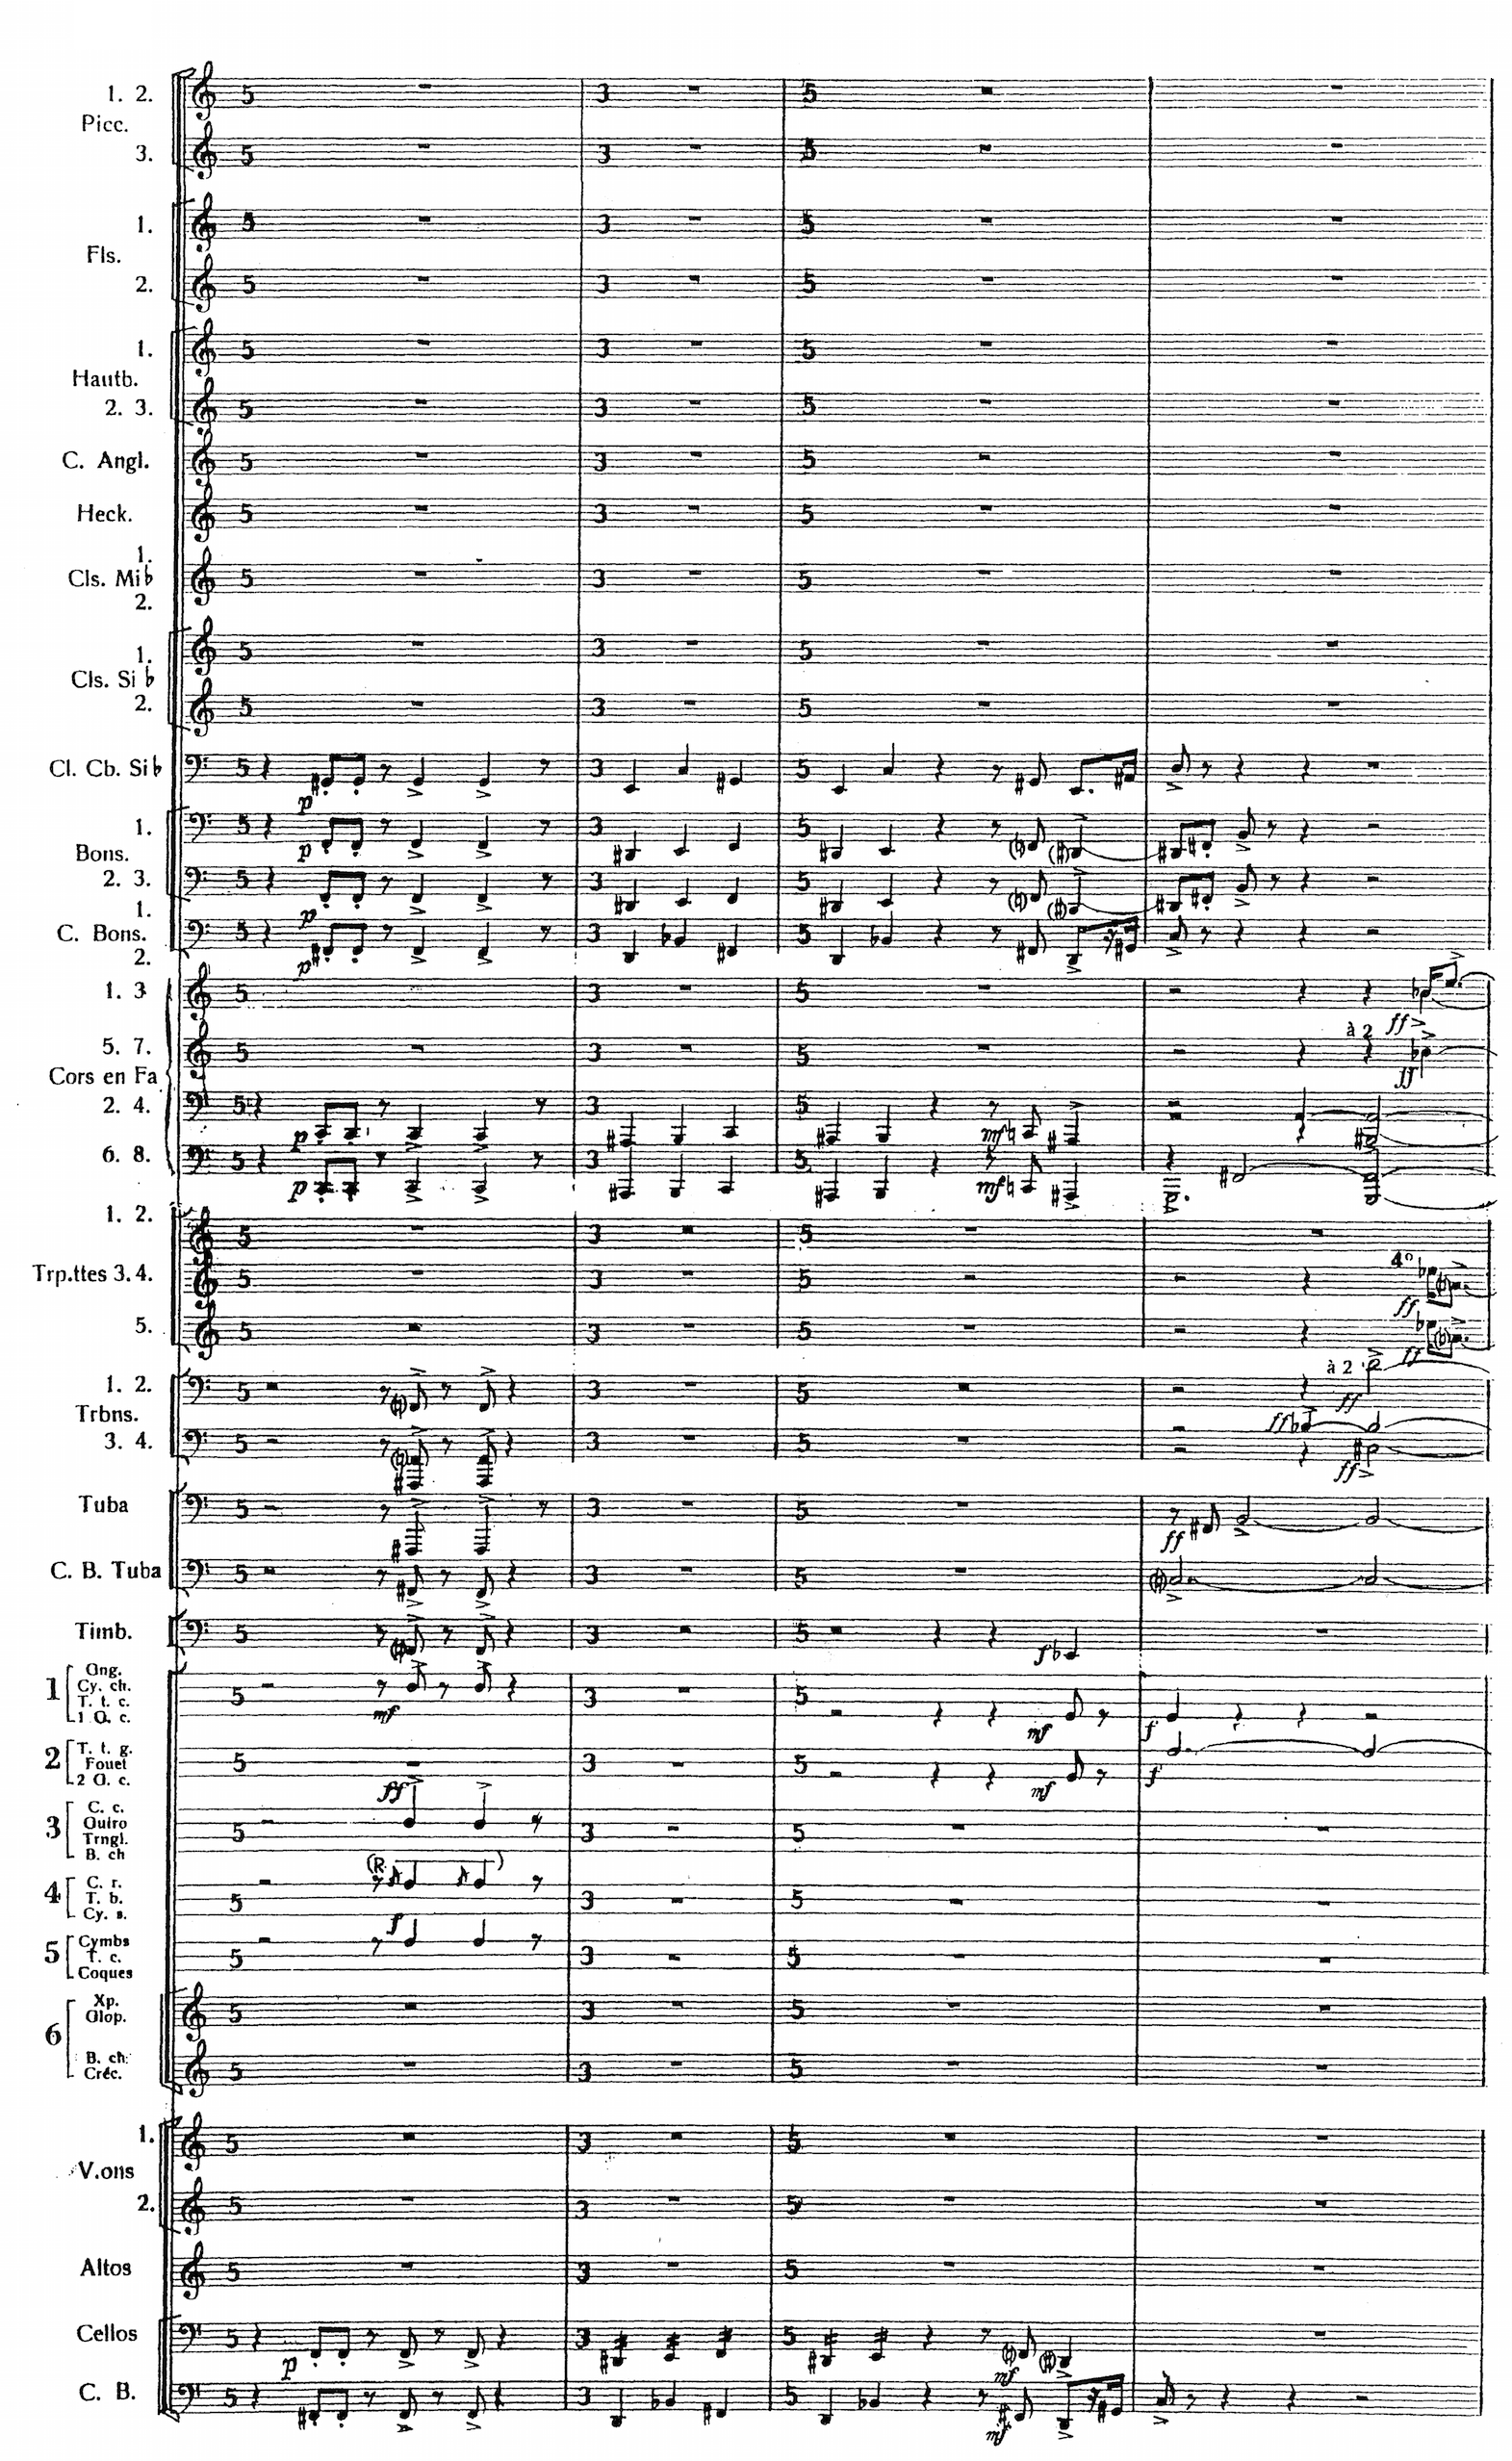 1. 2.
Picc.
3.
1.
Fls.
2.
1.
Hautb.
2. 3.
C. Angl.
Heck.
1.
Cls. Mi♭
2.
1.
Cls. Si♭
2.
Cl. Cb. Si♭
p
1.
Bons.
p
2. 3.
p
1.
C. Bons.
2.
p
1. 3
ff
5. 7.
à 2
ff
Cors en Fa
2. 4.
p
mf
6. 8.
p
mf
1. 2.
Trp.ttes 3. 4.
4º
ff
5.
ff
1. 2.
à 2
ff
Trbns.
3. 4.
ff
ff
Tuba
ff
C. B. Tuba
Timb.
f
1
Gng.
Cy. ch.
T. t. c.
1 G. c.
mf
mf
f
2
T. t. g.
Fouet
2 G. c.
mf
f
3
C. c.
Guiro
Trngl.
B. ch
ff
4
C. r.
T. b.
Cy. s.
(R.)
f
5
Cymbs
T. c.
Coques
6
Xp.
Glop.
B. ch.
Créc.
1.
V.ons
2.
Altos
Cellos
p
mf
C. B.
mf